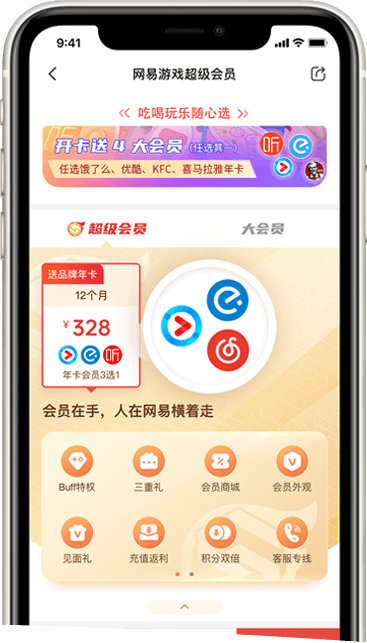 9:41
网易游戏超级会员
吃喝玩乐随心选
开卡送 4 大会员 (任选其一)
任选饿了么、优酷、KFC、喜马拉雅年卡
听
超级会员
大会员
送品牌年卡
12个月
¥328
听
年卡会员3选1
会员在手，人在网易横着走
Buff特权
三重礼
会员商城
会员外观
见面礼
充值返利
积分双倍
客服专线